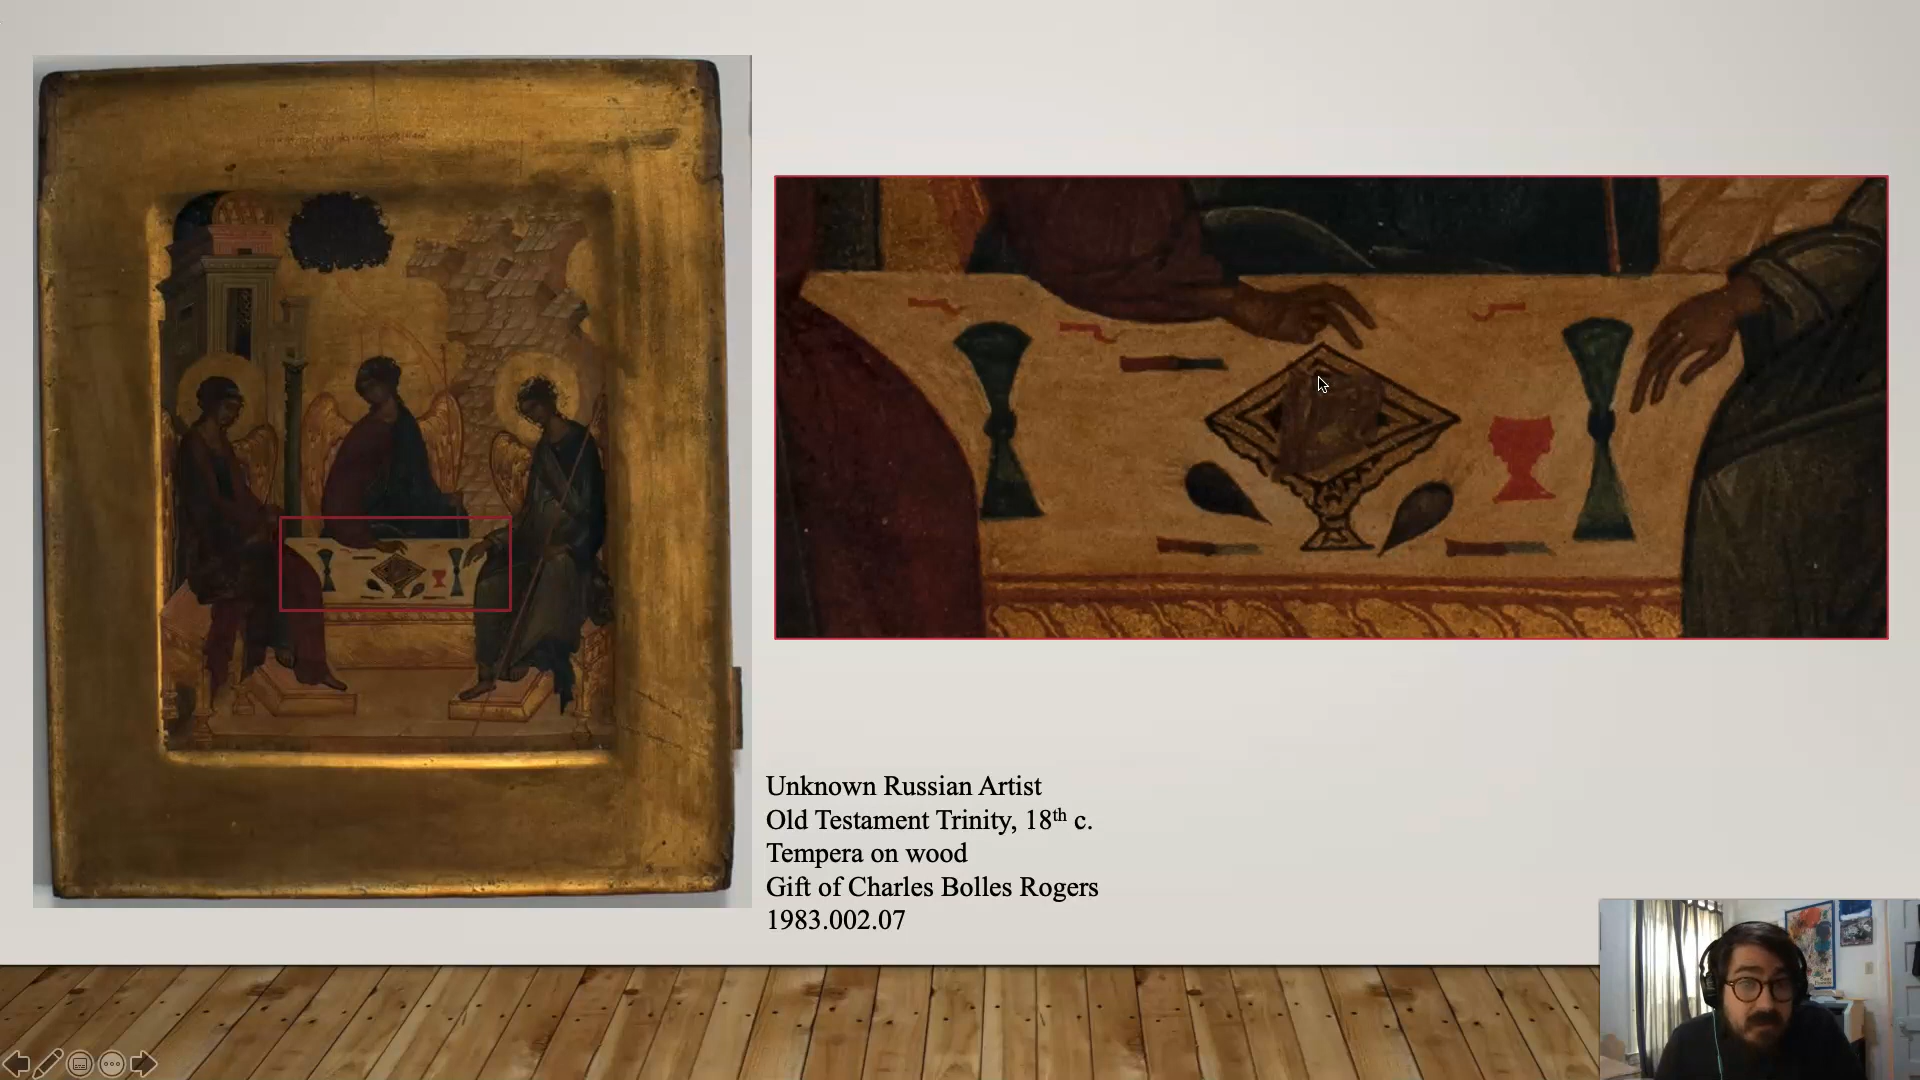 Unknown Russian Artist
Old Testament Trinity, 18th c.
Tempera on wood
Gift of Charles Bolles Rogers
1983.002.07